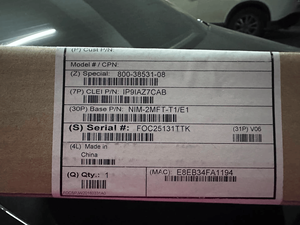 (P) Cust P/N
Model # / CPN:
(Z) Special: 800-38531-08
(7P) CLEI P/N: IP9IAZ7CAB
(30P) Base P/N: NIM-2MFT-T1/E1
(S) Serial #: FOC25131TTK
(31P) V06
(4L) Made in
China
(Q) Qty.: 1
(MAC) E8EB34FA1194